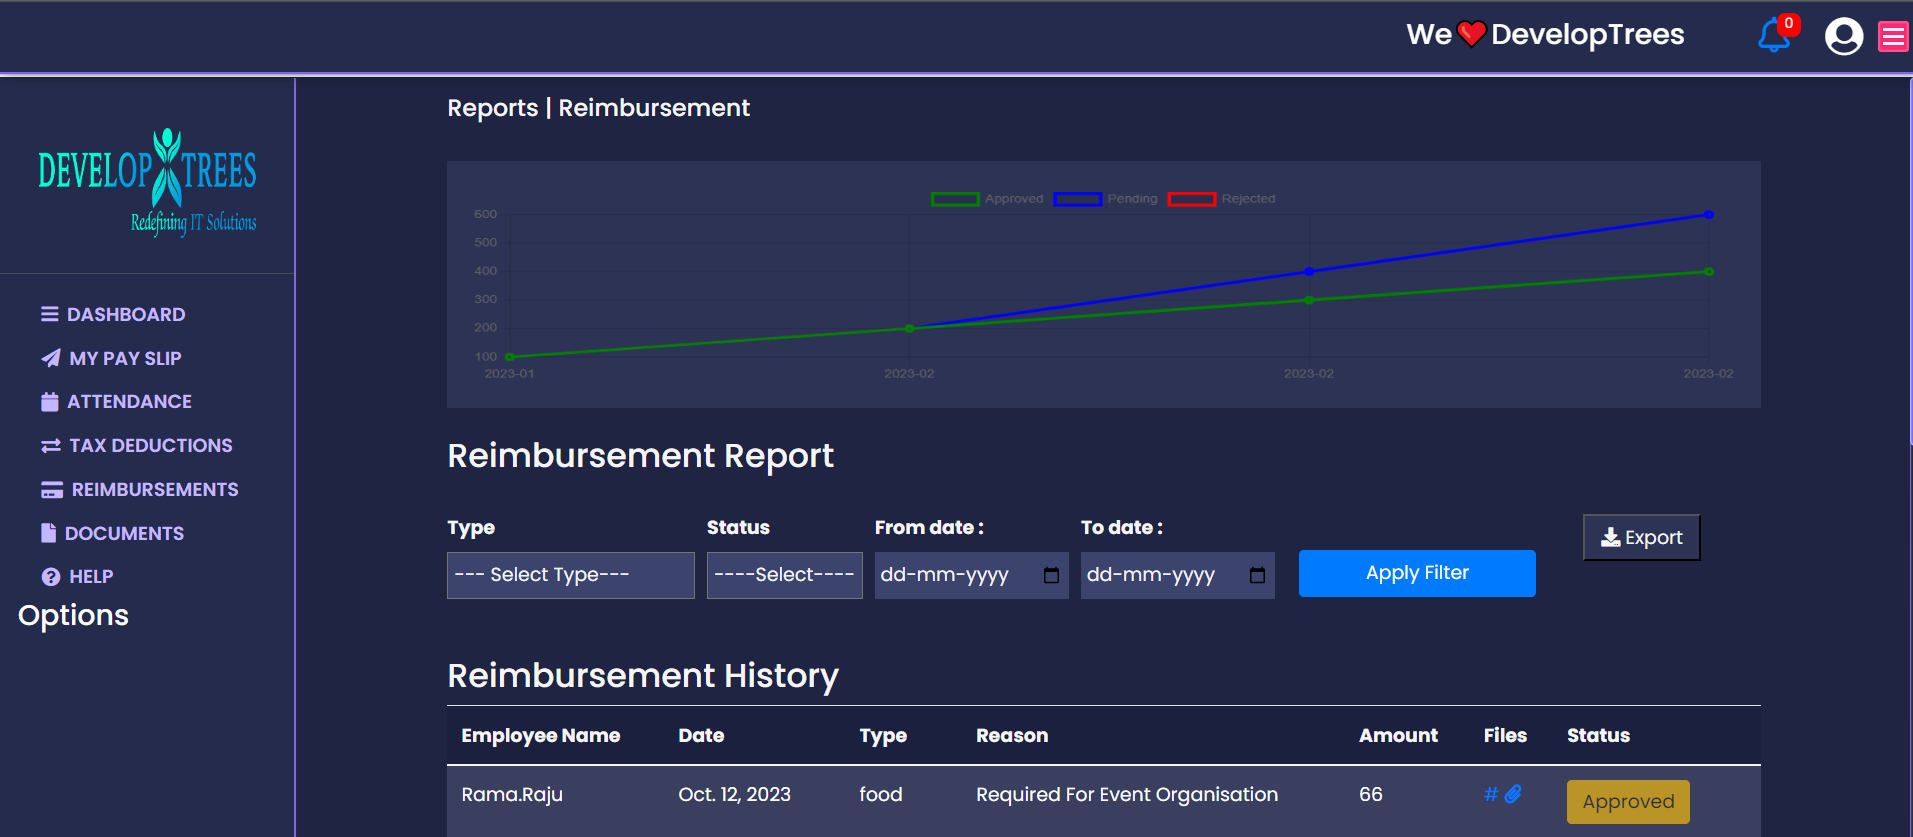 We ❤ DevelopTrees
0
DEVELOP TREES
Redefining IT Solutions
DASHBOARD
MY PAY SLIP
ATTENDANCE
TAX DEDUCTIONS
REIMBURSEMENTS
DOCUMENTS
HELP
Options
Reports | Reimbursement
Approved Pending Rejected
600
500
400
300
200
100
2023-01 2023-02 2023-02 2023-02
Reimbursement Report
Type Status From date : To date :
--- Select Type--- ----Select---- dd-mm-yyyy dd-mm-yyyy Apply Filter Export
Reimbursement History
Employee Name Date Type Reason Amount Files Status
Rama.Raju Oct. 12, 2023 food Required For Event Organisation 66 # Approved